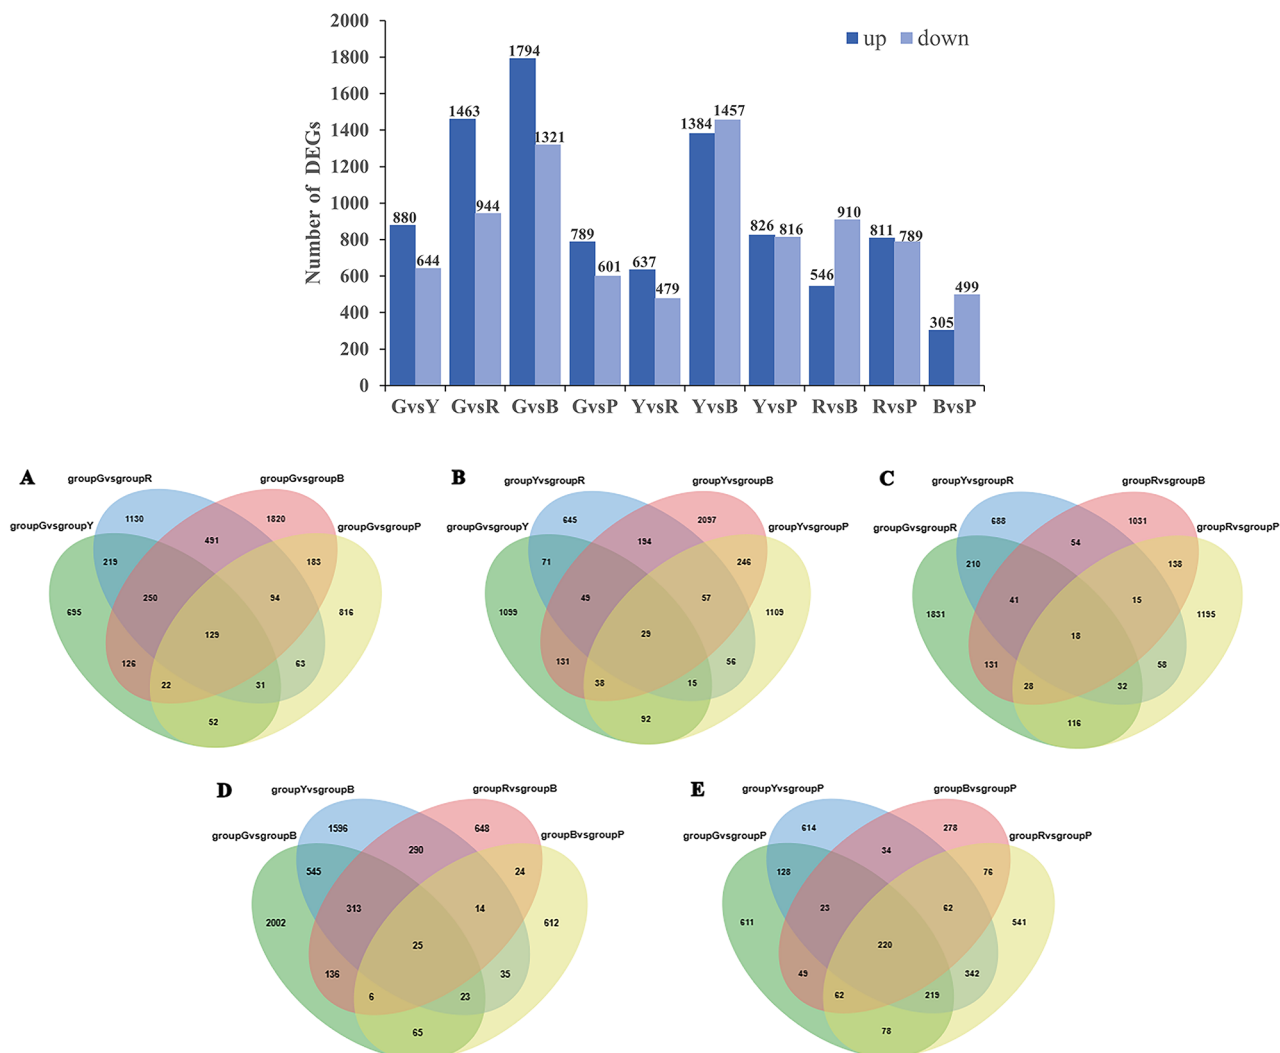 2000
1800
1600
1400
1200
1000
800
600
400
200
0
Number of DEGs
up down
880 644 1463 944 1794 1321 789 601 637 479 1384 1457 826 816 546 910 811 789 305 499
GvsY GvsR GvsB GvsP YvsR YvsB YvsP RvsB RvsP BvsP
A
groupGvsgroupR groupGvsgroupB
groupGvsgroupY groupGvsgroupP
1130 1820
219 491 183
695 250 94 816
129
126 63
22 31
52
B
groupYvsgroupR groupYvsgroupB
groupGvsgroupY groupYvsgroupP
645 2097
71 194 246
1099 49 57 1109
29
131 56
38 15
92
C
groupYvsgroupR groupRvsgroupB
groupGvsgroupR groupRvsgroupP
688 1031
210 54 138
1831 41 15 1195
18
131 58
28 32
116
D
groupYvsgroupB groupRvsgroupB
groupGvsgroupB groupBvsgroupP
1596 648
545 290 24
2002 313 14 612
25
136 35
6 23
65
E
groupYvsgroupP groupBvsgroupP
groupGvsgroupP groupRvsgroupP
614 278
128 34 76
611 23 62 541
220
49 342
62 219
78